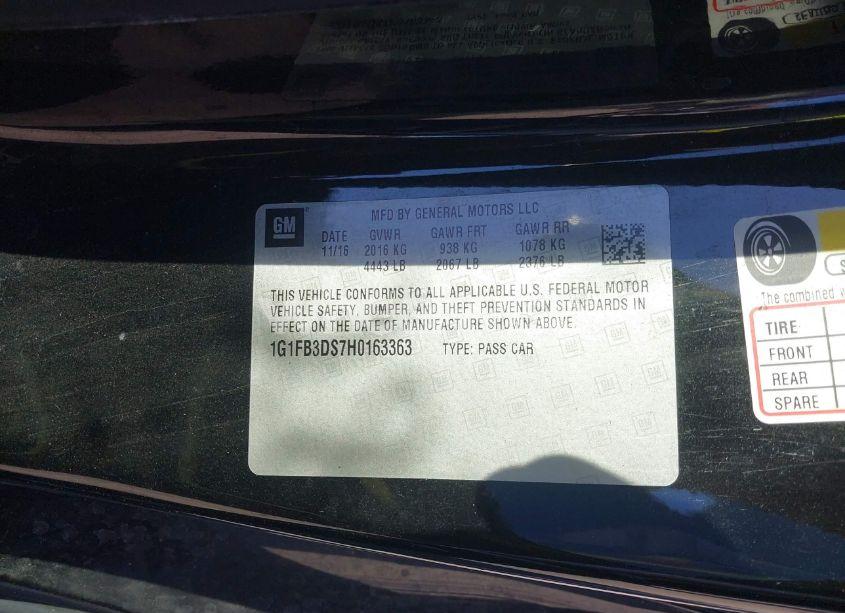 GM
MFD BY GENERAL MOTORS LLC
DATE GVWR GAWR FRT GAWR RR
11/16 2016 KG 938 KG 1078 KG
4443 LB 2067 LB 2376 LB
THIS VEHICLE CONFORMS TO ALL APPLICABLE U.S. FEDERAL MOTOR
VEHICLE SAFETY, BUMPER, AND THEFT PREVENTION STANDARDS IN
EFFECT ON THE DATE OF MANUFACTURE SHOWN ABOVE.
1G1FB3DS7H0163363 TYPE: PASS CAR
The combined
TIRE
FRONT
REAR
SPARE